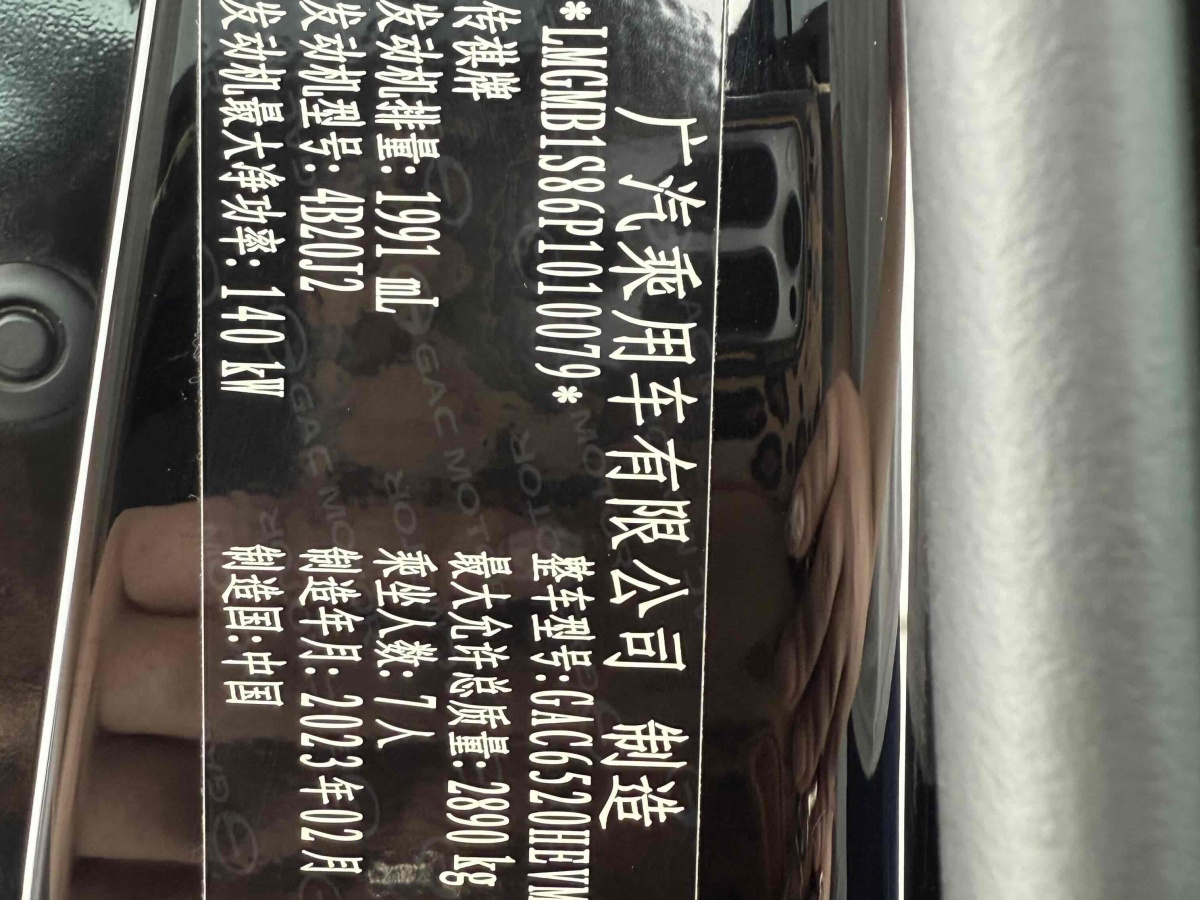 广汽乘用车有限公司 制造
*LMGMB1S86P1010079* 整车型号:GAC6520HEVM
传祺牌 最大允许总质量:2890 kg
发动机排量:1991 mL 乘坐人数:7人
发动机型号:4B20J2 制造年月:2023年02月
发动机最大净功率:140 kW 制造国:中国
GAC MOTOR